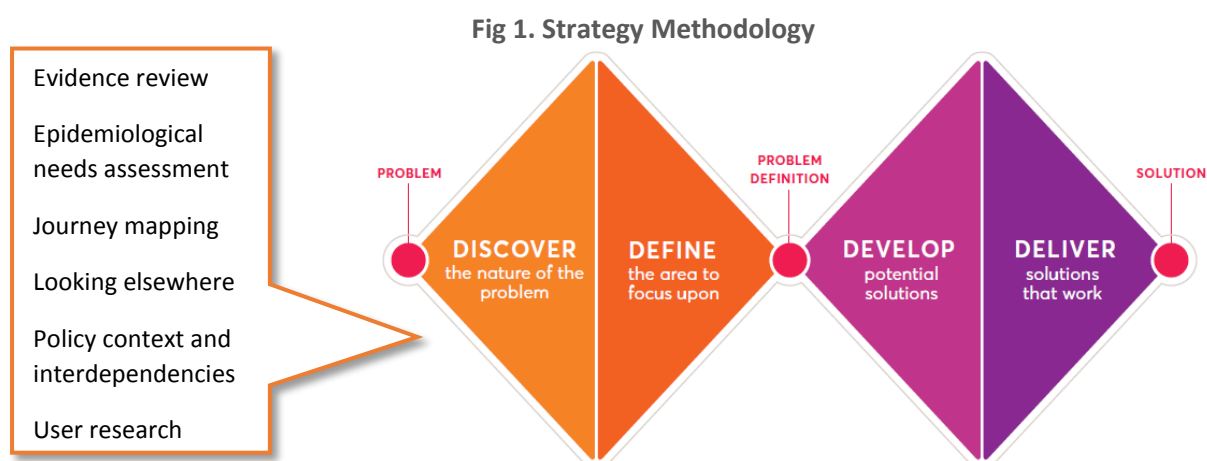 Fig 1. Strategy Methodology
Evidence review
Epidemiological
needs assessment
Journey mapping
Looking elsewhere
Policy context and
interdependencies
User research
PROBLEM
DISCOVER
the nature of the
problem
DEFINE
the area to
focus upon
PROBLEM
DEFINITION
DEVELOP
potential
solutions
DELIVER
solutions
that work
SOLUTION